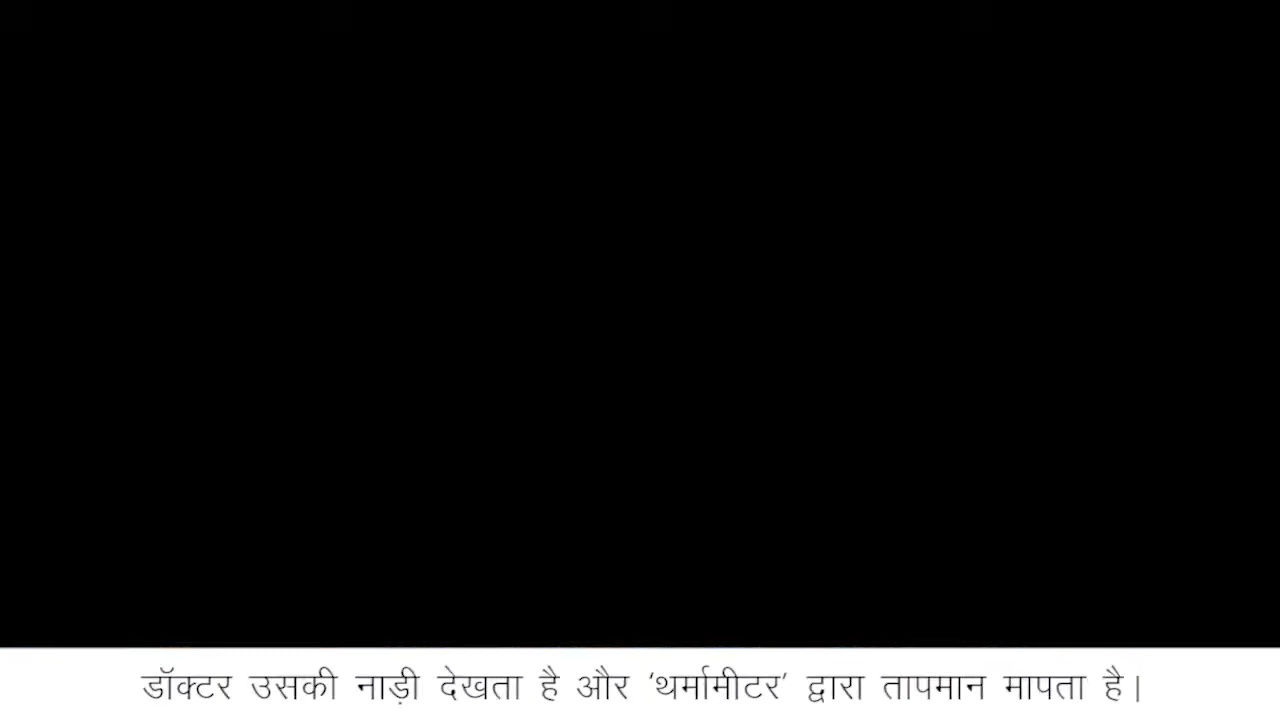 डॉक्टर उसकी नाड़ी देखता है और ‘थर्मामीटर’ द्वारा तापमान मापता है।